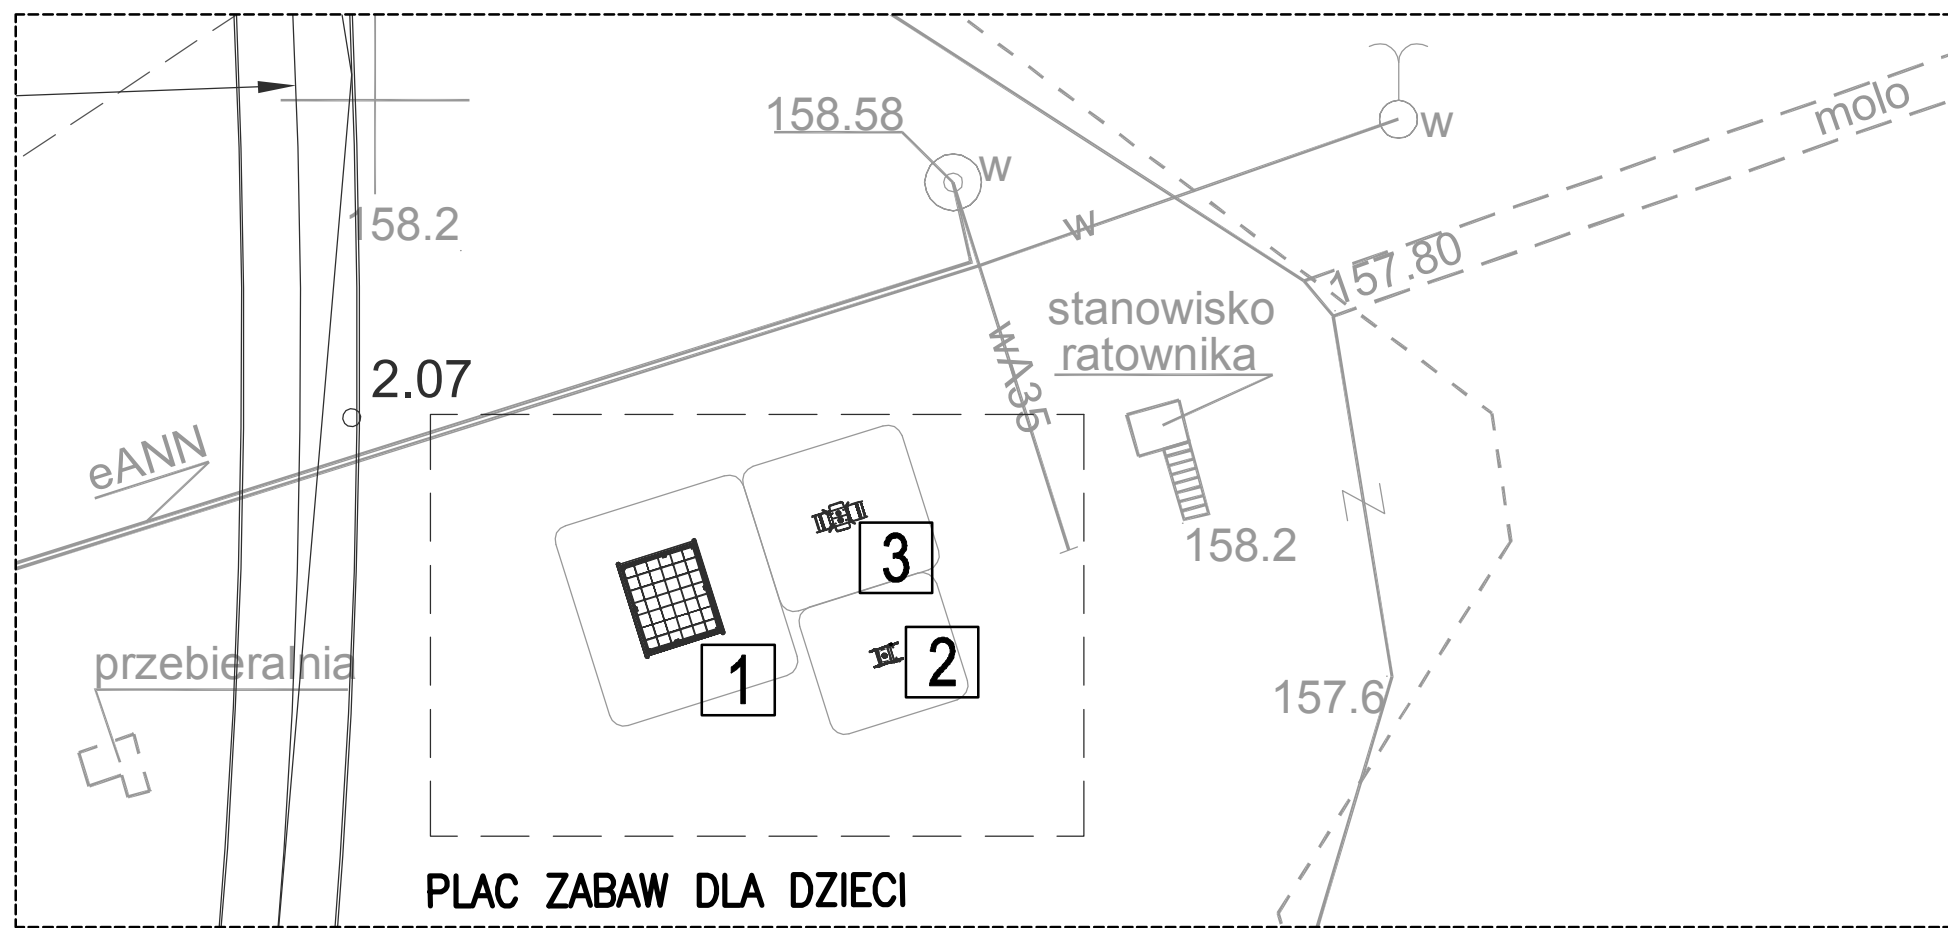 molo
158.58
w
w
158.2
w
157.80
stanowisko
ratownika
wA35
2.07
eANN
3
158.2
1
2
przebieralnia
157.6
PLAC ZABAW DLA DZIECI